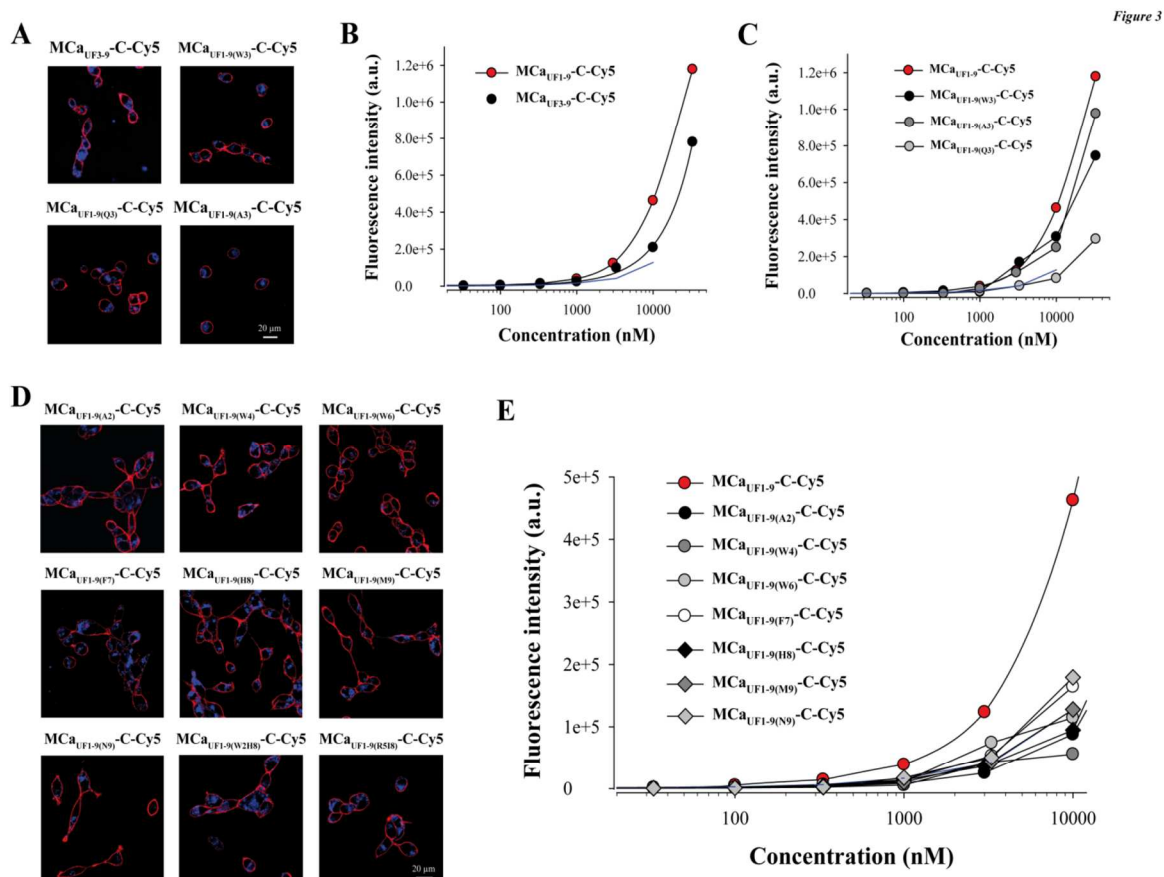 Figure 3
A
MCaUF3-9-C-Cy5 MCaUF1-9(W3)-C-Cy5
MCaUF1-9(Q3)-C-Cy5 MCaUF1-9(A3)-C-Cy5
20 µm
B
Fluorescence intensity (a.u.)
1.2e+6
1.0e+6
8.0e+5
6.0e+5
4.0e+5
2.0e+5
0.0
MCaUF1-9-C-Cy5
MCaUF3-9-C-Cy5
100 1000 10000
Concentration (nM)
C
Fluorescence intensity (a.u.)
1.2e+6
1.0e+6
8.0e+5
6.0e+5
4.0e+5
2.0e+5
0.0
MCaUF1-9-C-Cy5
MCaUF1-9(W3)-C-Cy5
MCaUF1-9(A3)-C-Cy5
MCaUF1-9(Q3)-C-Cy5
100 1000 10000
Concentration (nM)
D
MCaUF1-9(A2)-C-Cy5 MCaUF1-9(W4)-C-Cy5 MCaUF1-9(W6)-C-Cy5
MCaUF1-9(F7)-C-Cy5 MCaUF1-9(H8)-C-Cy5 MCaUF1-9(M9)-C-Cy5
MCaUF1-9(N9)-C-Cy5 MCaUF1-9(W2H8)-C-Cy5 MCaUF1-9(R5I8)-C-Cy5
20 µm
E
Fluorescence intensity (a.u.)
5e+5
4e+5
3e+5
2e+5
1e+5
0
MCaUF1-9-C-Cy5
MCaUF1-9(A2)-C-Cy5
MCaUF1-9(W4)-C-Cy5
MCaUF1-9(W6)-C-Cy5
MCaUF1-9(F7)-C-Cy5
MCaUF1-9(H8)-C-Cy5
MCaUF1-9(M9)-C-Cy5
MCaUF1-9(N9)-C-Cy5
100 1000 10000
Concentration (nM)